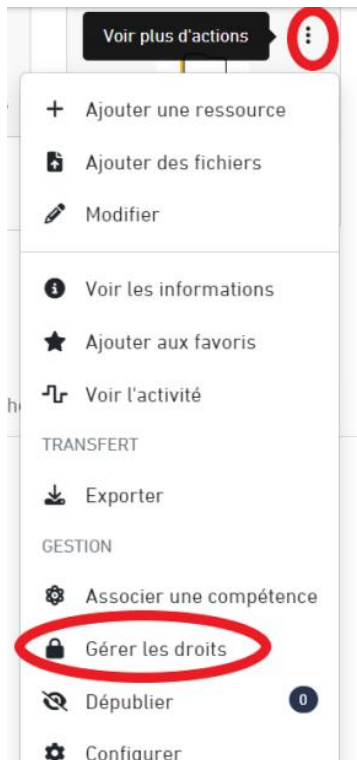 Voir plus d'actions
Ajouter une ressource
Ajouter des fichiers
Modifier
Voir les informations
Ajouter aux favoris
Voir l'activité
TRANSFERT
Exporter
GESTION
Associer une compétence
Gérer les droits
Dépublier 0
Configurer